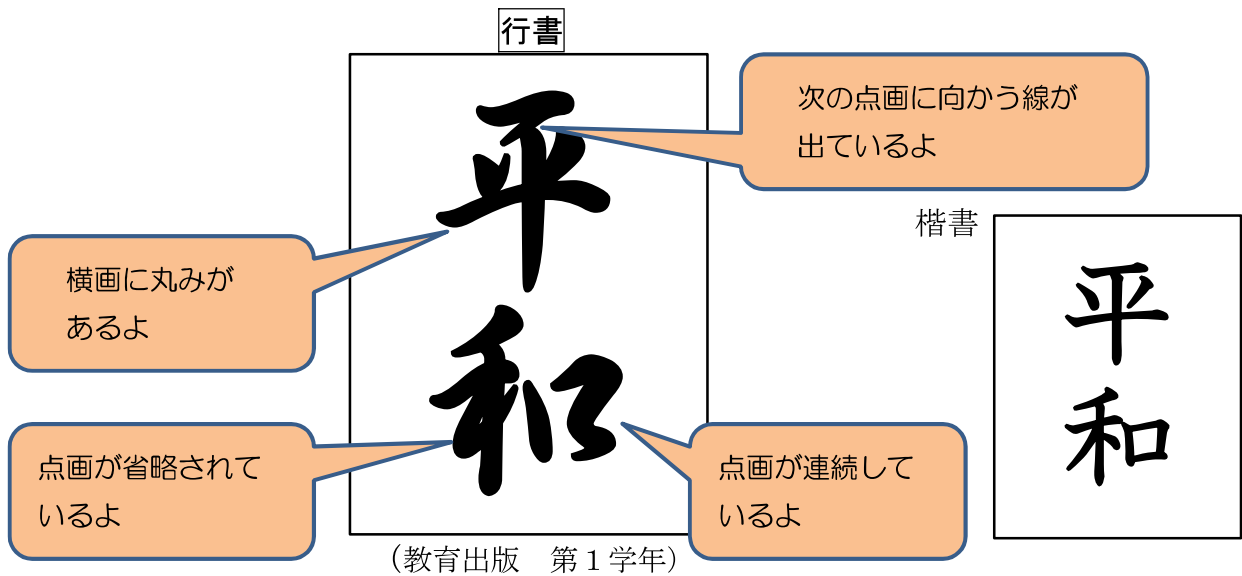 行書
平
和
次の点画に向かう線が
出ているよ
横画に丸みが
あるよ
点画が省略されて
いるよ
点画が連続して
いるよ
（教育出版　第１学年）
楷書
平
和